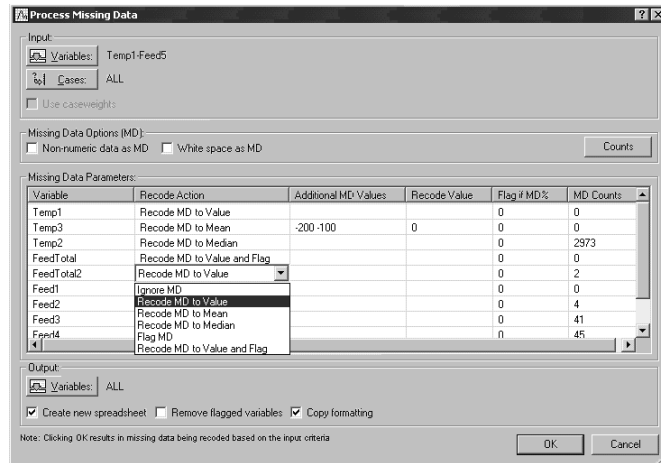 Process Missing Data
Input:
Variables: Temp1-Feed5
Cases: ALL
Use caseweights
Missing Data Options (MD):
Non-numeric data as MD White space as MD Counts
Missing Data Parameters:
Variable Recode Action Additional MD Values Recode Value Flag if MD% MD Counts
Temp1 Recode MD to Value 0 0
Temp3 Recode MD to Mean -200 -100 0 0 0
Temp2 Recode MD to Median 0 2973
FeedTotal Recode MD to Value and Flag 0 0
FeedTotal2 Recode MD to Value 0 2
Feed1 Ignore MD 0 0
Feed2 Recode MD to Value 0 4
Recode MD to Mean
Feed3 Recode MD to Median 0 41
Feed4 Flag MD 0 45
Recode MD to Value and Flag
Output:
Variables: ALL
Create new spreadsheet Remove flagged variables Copy formatting
Note: Clicking OK results in missing data being recoded based on the input criteria
OK Cancel